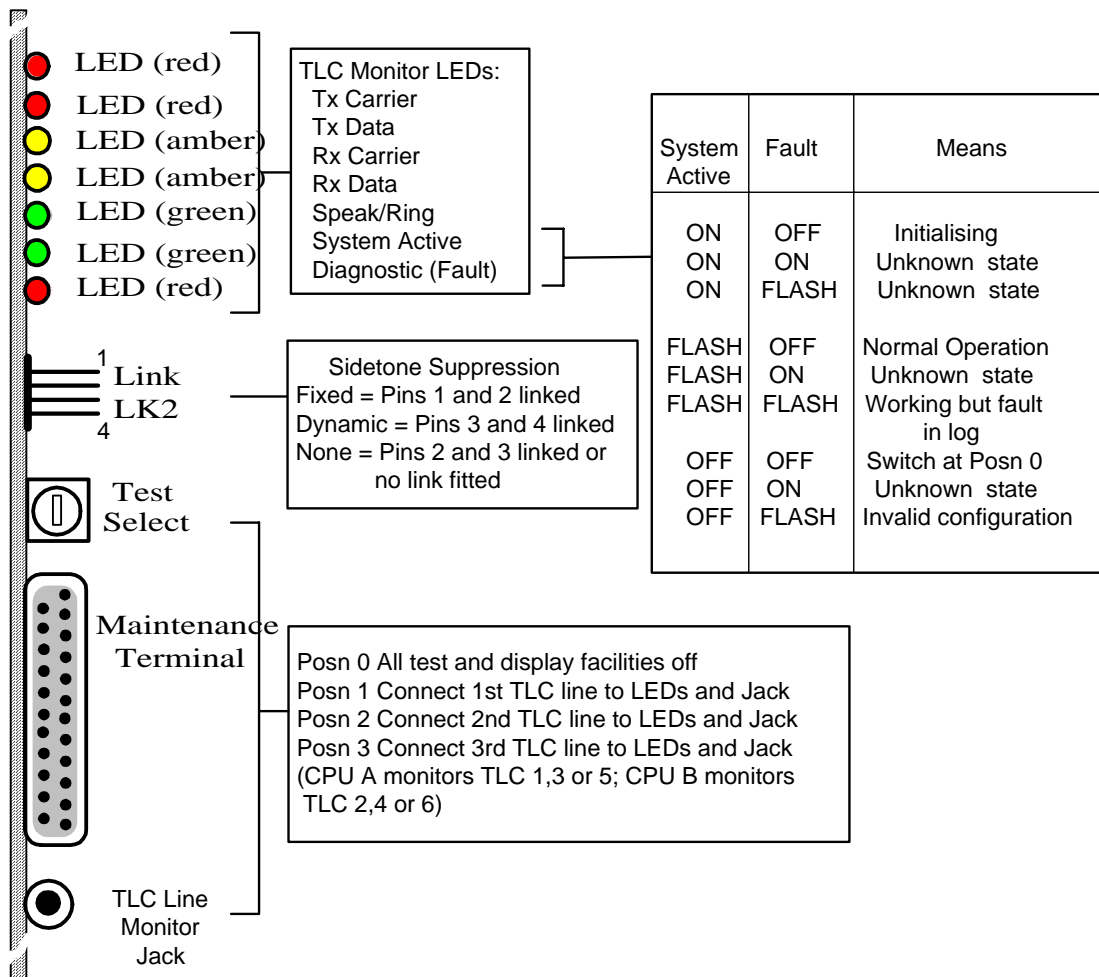 LED (red)
LED (red)
LED (amber)
LED (amber)
LED (green)
LED (green)
LED (red)
TLC Monitor LEDs:
Tx Carrier
Tx Data
Rx Carrier
Rx Data
Speak/Ring
System Active
Diagnostic (Fault)
System Active Fault Means
ON OFF Initialising
ON ON Unknown state
ON FLASH Unknown state
FLASH OFF Normal Operation
FLASH ON Unknown state
FLASH FLASH Working but fault
in log
OFF OFF Switch at Posn 0
OFF ON Unknown state
OFF FLASH Invalid configuration
1
Link
LK2
4
Sidetone Suppression
Fixed = Pins 1 and 2 linked
Dynamic = Pins 3 and 4 linked
None = Pins 2 and 3 linked or
no link fitted
Test
Select
Maintenance
Terminal
Posn 0 All test and display facilities off
Posn 1 Connect 1st TLC line to LEDs and Jack
Posn 2 Connect 2nd TLC line to LEDs and Jack
Posn 3 Connect 3rd TLC line to LEDs and Jack
(CPU A monitors TLC 1,3 or 5; CPU B monitors
TLC 2,4 or 6)
TLC Line
Monitor
Jack